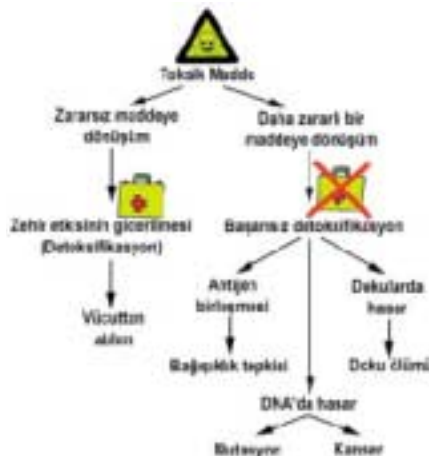 Toksik Madde
Zararsız maddeye
dönüşüm
Daha zararlı bir
maddeye dönüşüm
Zehir etksinin giderilmesi
(Detoksifikasyon)
Başarısız detoksifikasyon
Vücuttan
atılım
Antijen
birleşmesi
Dokularda
hasar
Bağışıklık tepkisi
Doku ölümü
DNA'da hasar
Mutasyon
Kanser